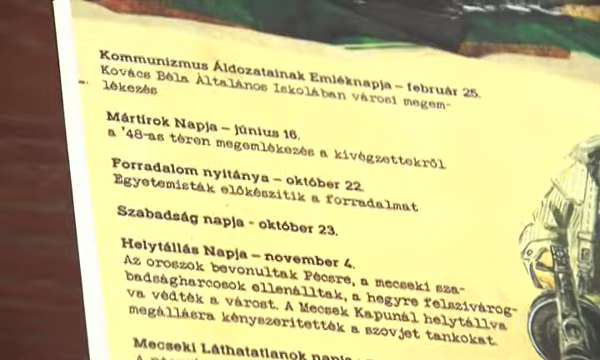 Kommunizmus Áldozatainak Emléknapja – február 25.
Kovács Béla Általános Iskolában városi megem-
lékezés
Mártírok Napja – június 16.
a '48-as téren megemlékezés a kivégzettekről
Forradalom nyitánya – október 22.
Egyetemisták előkészítik a forradalmat
Szabadság napja - október 23.
Helytállás Napja – november 4.
Az oroszok bevonultak Pécsre, a mecseki sza-
badságharcosok ellenálltak, a hegyre felszivárog-
va védték a várost. A Mecsek Kapunál helytállva
megállásra kényszerítették a szovjet tankokat.
Mecseki Láthatatlanok napja